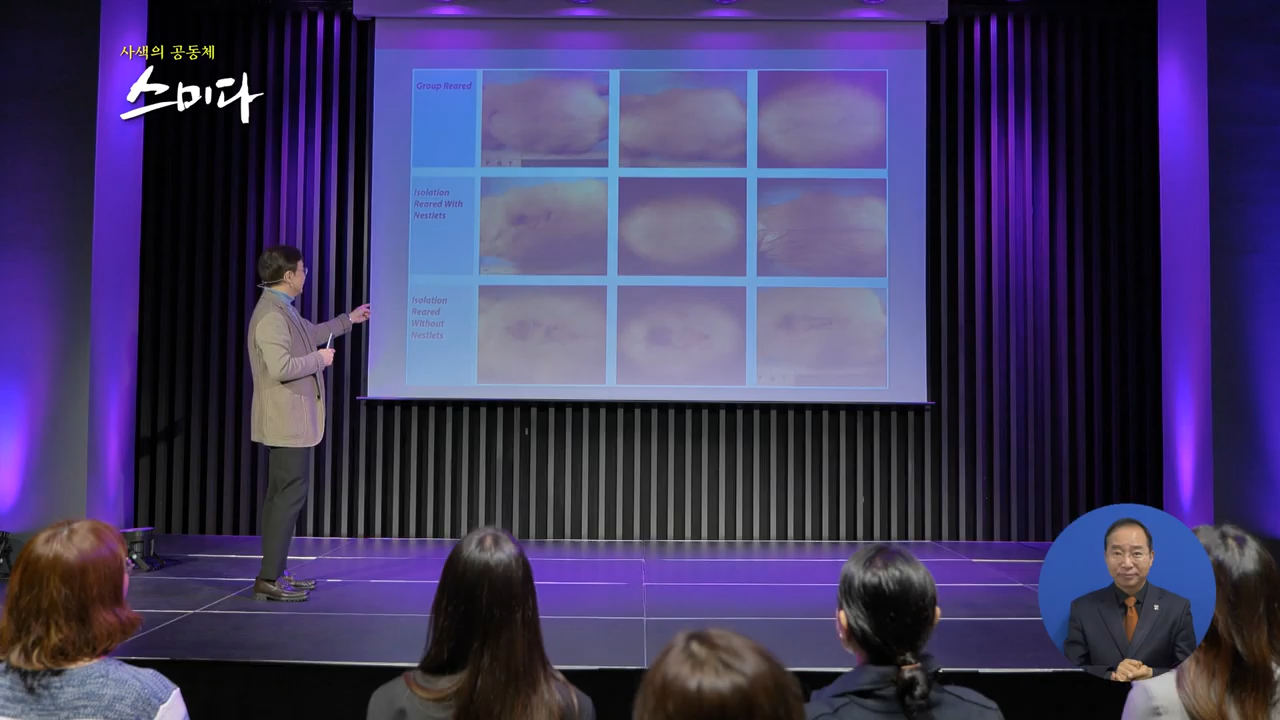 사색의 공동체
스미다
Group Reared
Isolation
Reared With
Nestlets
Isolation
Reared
Without
Nestlets